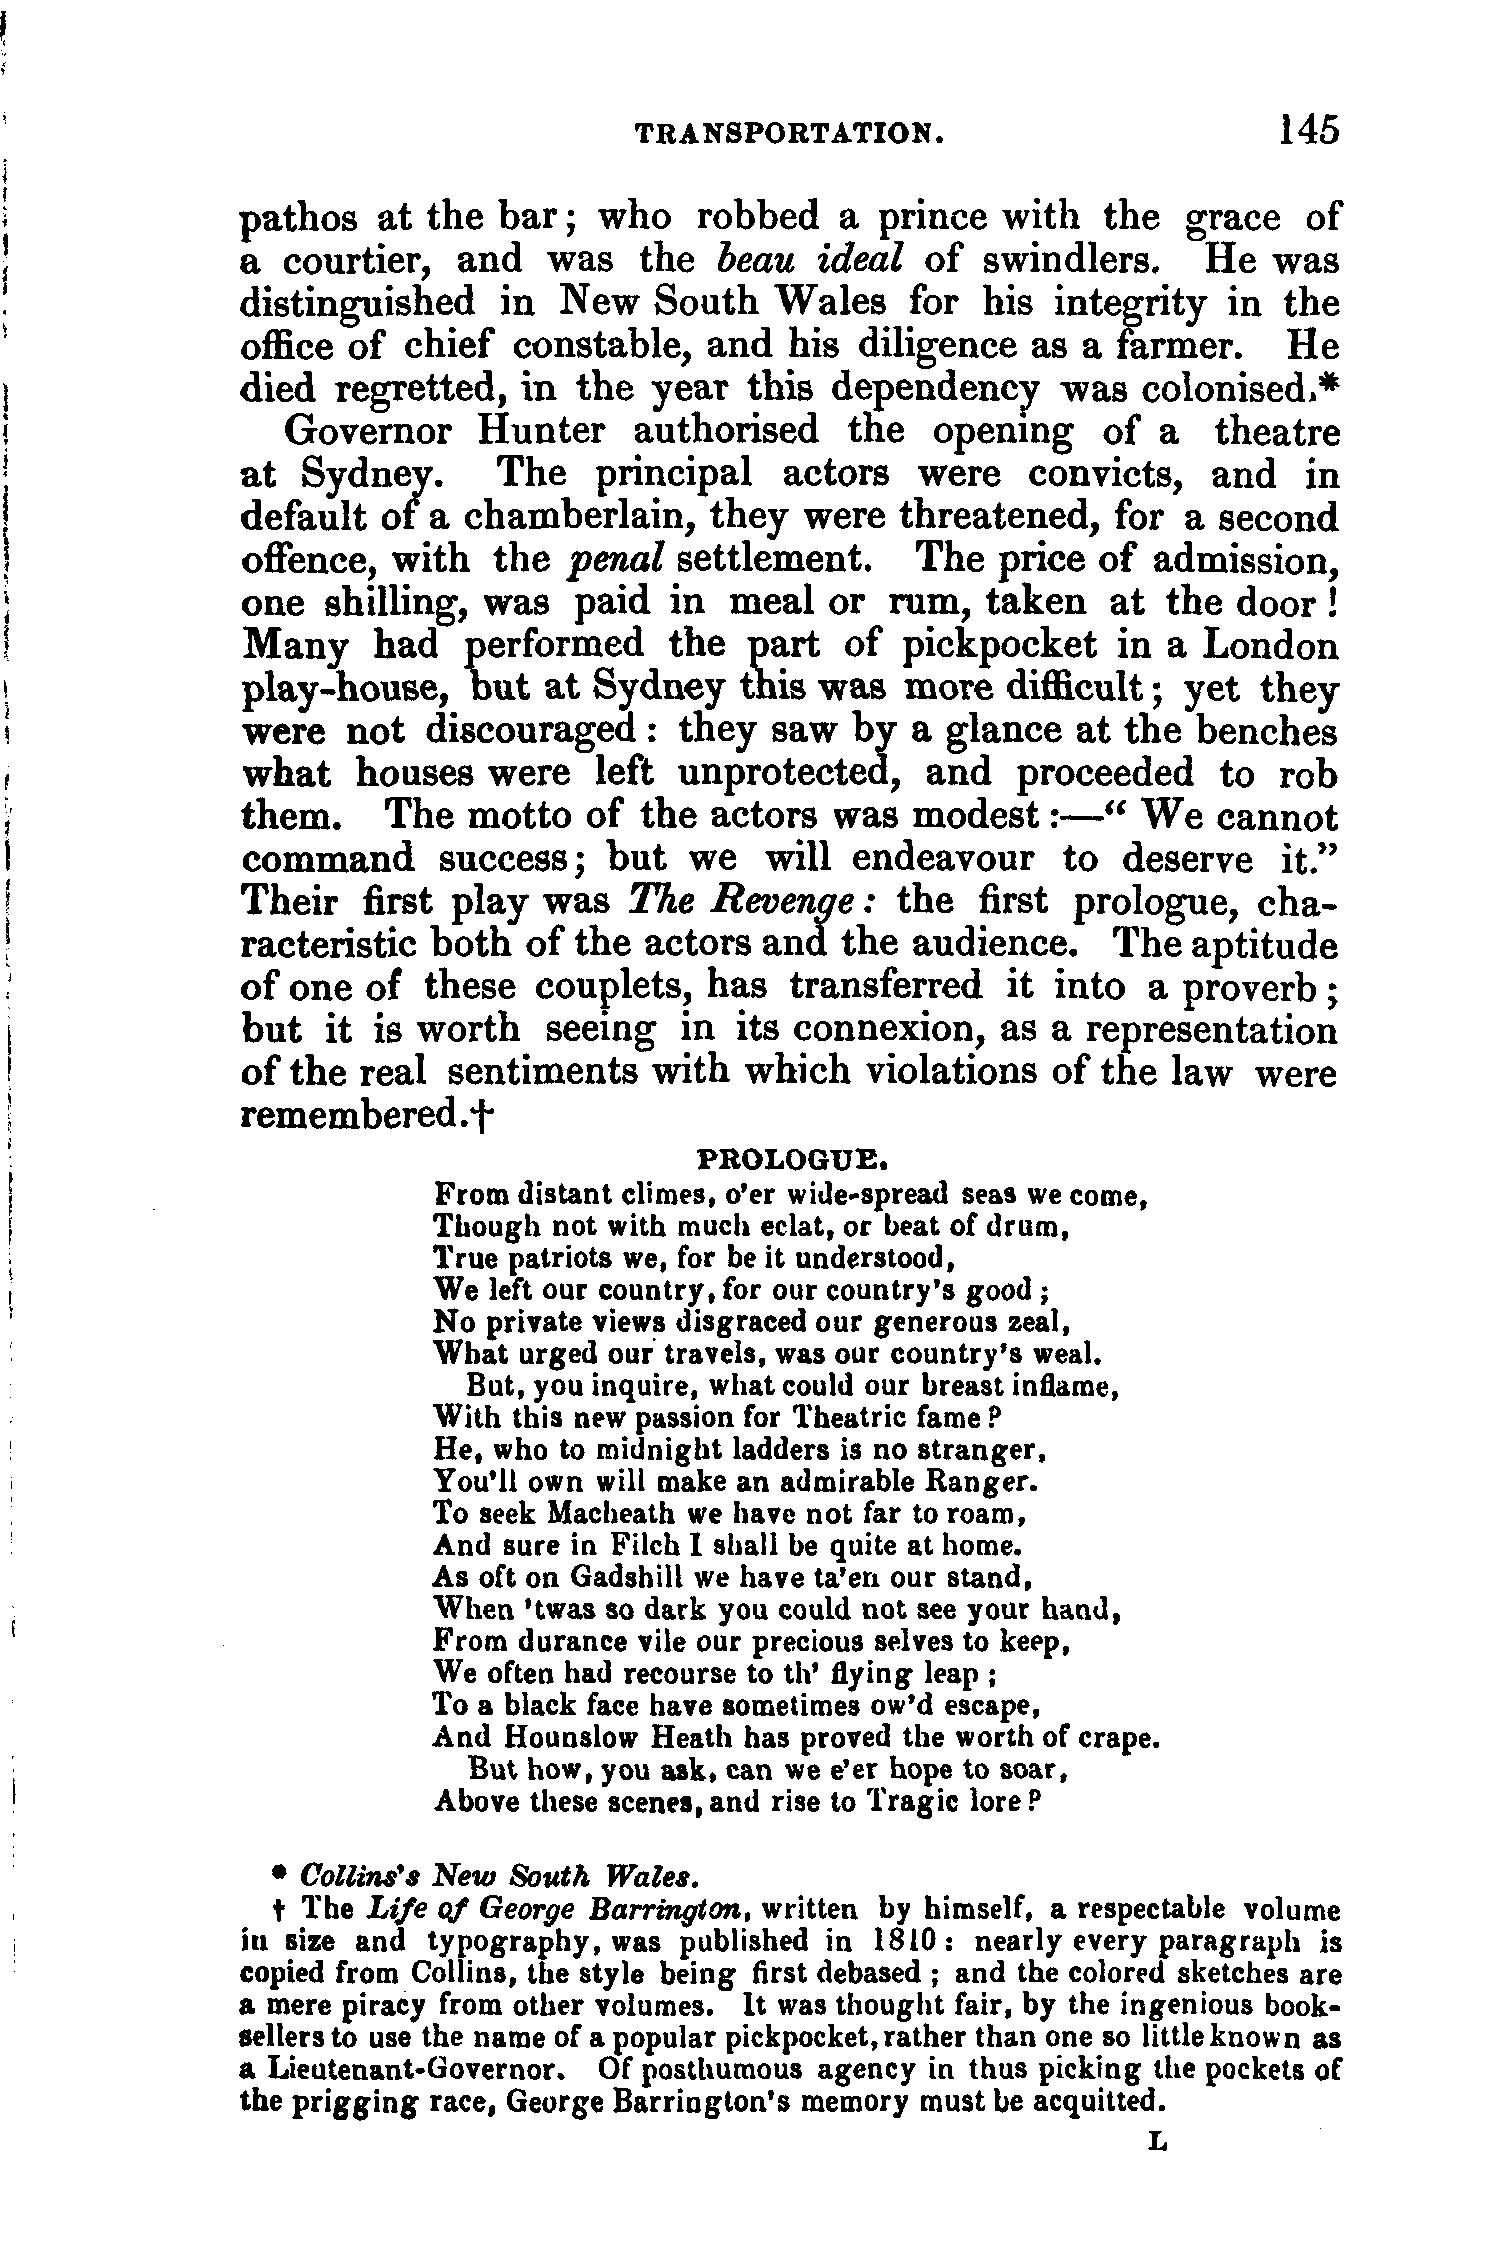 TRANSPORTATION. 145
pathos at the bar; who robbed a prince with the grace of
a courtier, and was the beau ideal of swindlers. He was
distinguished in New South Wales for his integrity in the
office of chief constable, and his diligence as a farmer. He
died regretted, in the year this dependency was colonised.*
Governor Hunter authorised the opening of a theatre
at Sydney. The principal actors were convicts, and in
default of a chamberlain, they were threatened, for a second
offence, with the penal settlement. The price of admission,
one shilling, was paid in meal or rum, taken at the door!
Many had performed the part of pickpocket in a London
play-house, but at Sydney this was more difficult; yet they
were not discouraged: they saw by a glance at the benches
what houses were left unprotected, and proceeded to rob
them. The motto of the actors was modest:—“ We cannot
command success; but we will endeavour to deserve it.”
Their first play was The Revenge: the first prologue, cha-
racteristic both of the actors and the audience. The aptitude
of one of these couplets, has transferred it into a proverb;
but it is worth seeing in its connexion, as a representation
of the real sentiments with which violations of the law were
remembered.†
PROLOGUE.
From distant climes, o'er wide-spread seas we come,
Though not with much eclat, or beat of drum,
True patriots we, for be it understood,
We left our country, for our country's good;
No private views disgraced our generous zeal,
What urged our travels, was our country's weal.
But, you inquire, what could our breast inflame,
With this new passion for Theatric fame?
He, who to midnight ladders is no stranger,
You'll own will make an admirable Ranger.
To seek Macheath we have not far to roam,
And sure in Filch I shall be quite at home.
As oft on Gadshill we have ta'en our stand,
When 'twas so dark you could not see your hand,
From durance vile our precious selves to keep,
We often had recourse to th' flying leap;
To a black face have sometimes ow'd escape,
And Hounslow Heath has proved the worth of crape.
But how, you ask, can we e'er hope to soar,
Above these scenes, and rise to Tragic lore?
* Collins's New South Wales.
† The Life of George Barrington, written by himself, a respectable volume
in size and typography, was published in 1810: nearly every paragraph is
copied from Collins, the style being first debased; and the colored sketches are
a mere piracy from other volumes. It was thought fair, by the ingenious book-
sellers to use the name of a popular pickpocket, rather than one so little known as
a Lieutenant-Governor. Of posthumous agency in thus picking the pockets of
the prigging race, George Barrington's memory must be acquitted.
L